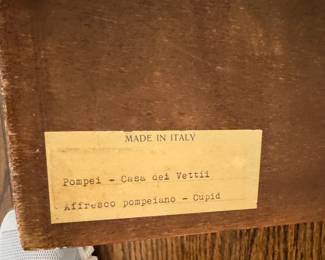 MADE IN ITALY
Pompei - Casa dei Vettii
Affresco pompeiano - Cupid